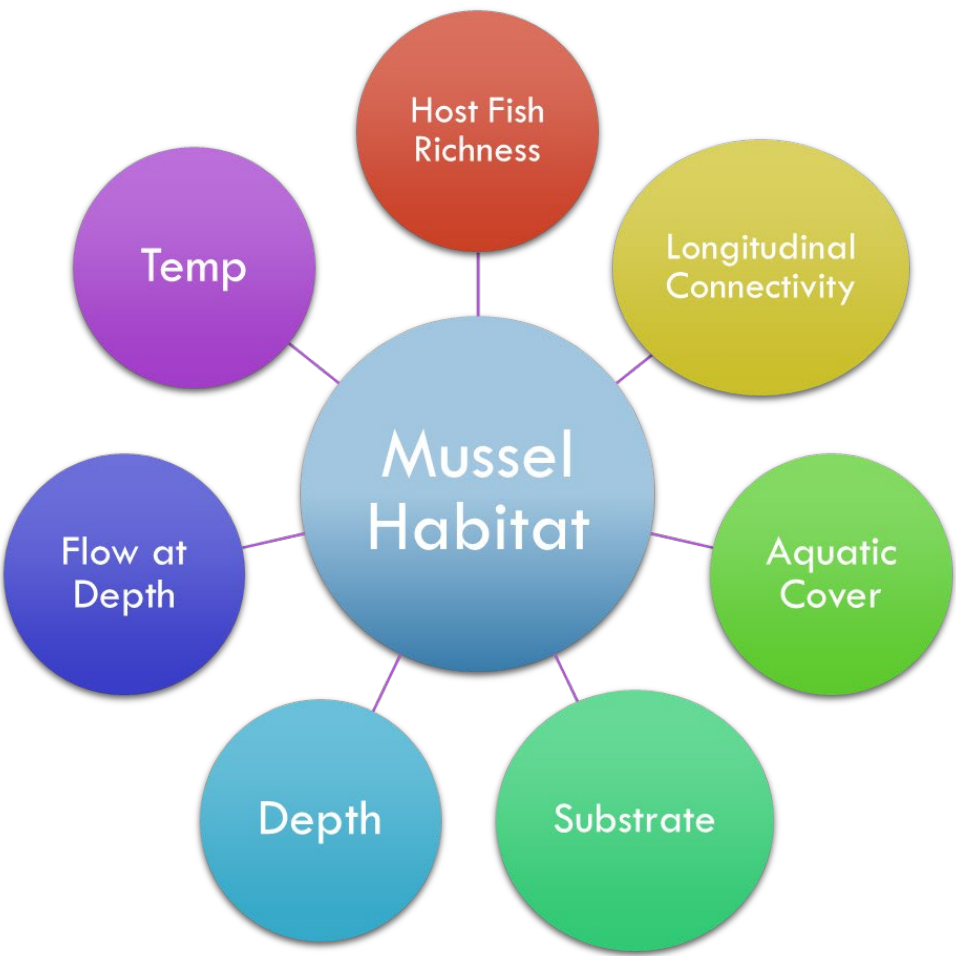 Host Fish
Richness
Longitudinal
Connectivity
Aquatic
Cover
Substrate
Depth
Flow at
Depth
Temp
Mussel
Habitat